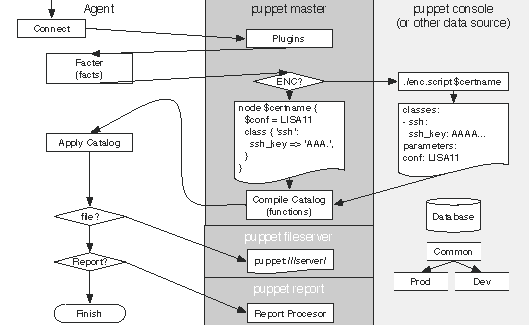 Agent
puppet master
puppet console
(or other data source)
Connect
Plugins
Facter
(facts)
ENC?
./enc.script $certname
node $certname {
$conf = LISA11
class { 'ssh':
ssh_key => 'AAA.',
}
}
classes:
- ssh:
ssh_key: AAAA...
parameters:
conf: LISA11
Apply Catalog
Compile Catalog
(functions)
file?
puppet fileserver
Database
puppet:///server/
Common
Report?
puppet report
Prod
Dev
Finish
Report Procesor